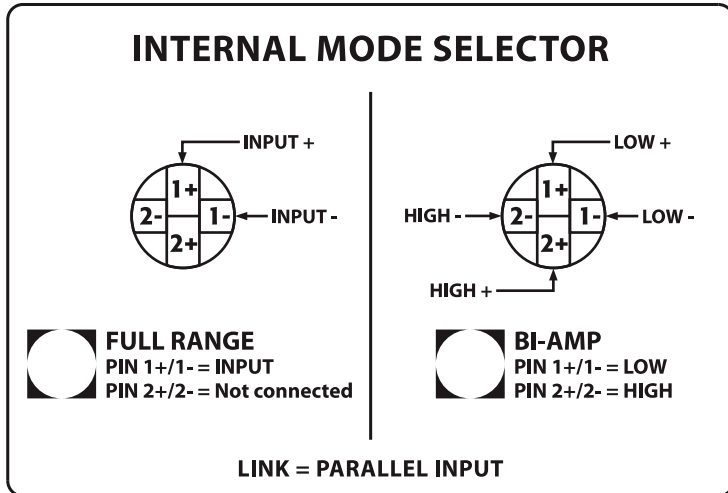 INTERNAL MODE SELECTOR
INPUT +
1+
2-
1-
INPUT -
2+
FULL RANGE
PIN 1+/1- = INPUT
PIN 2+/2- = Not connected
LOW +
1+
HIGH -
2-
1-
LOW -
2+
HIGH +
BI-AMP
PIN 1+/1- = LOW
PIN 2+/2- = HIGH
LINK = PARALLEL INPUT